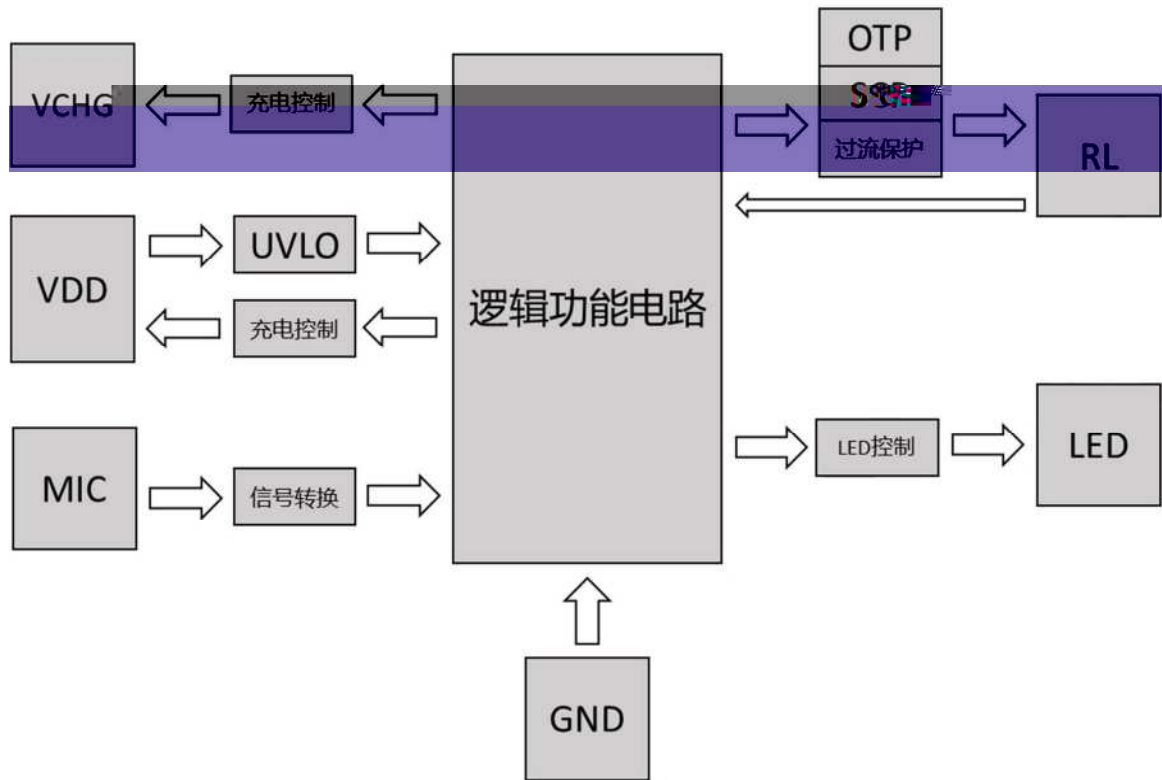 OTP
VCHG
充电控制
过流保护
RL
VDD
UVLO
充电控制
逻辑功能电路
MIC
信号转换
LED控制
LED
GND